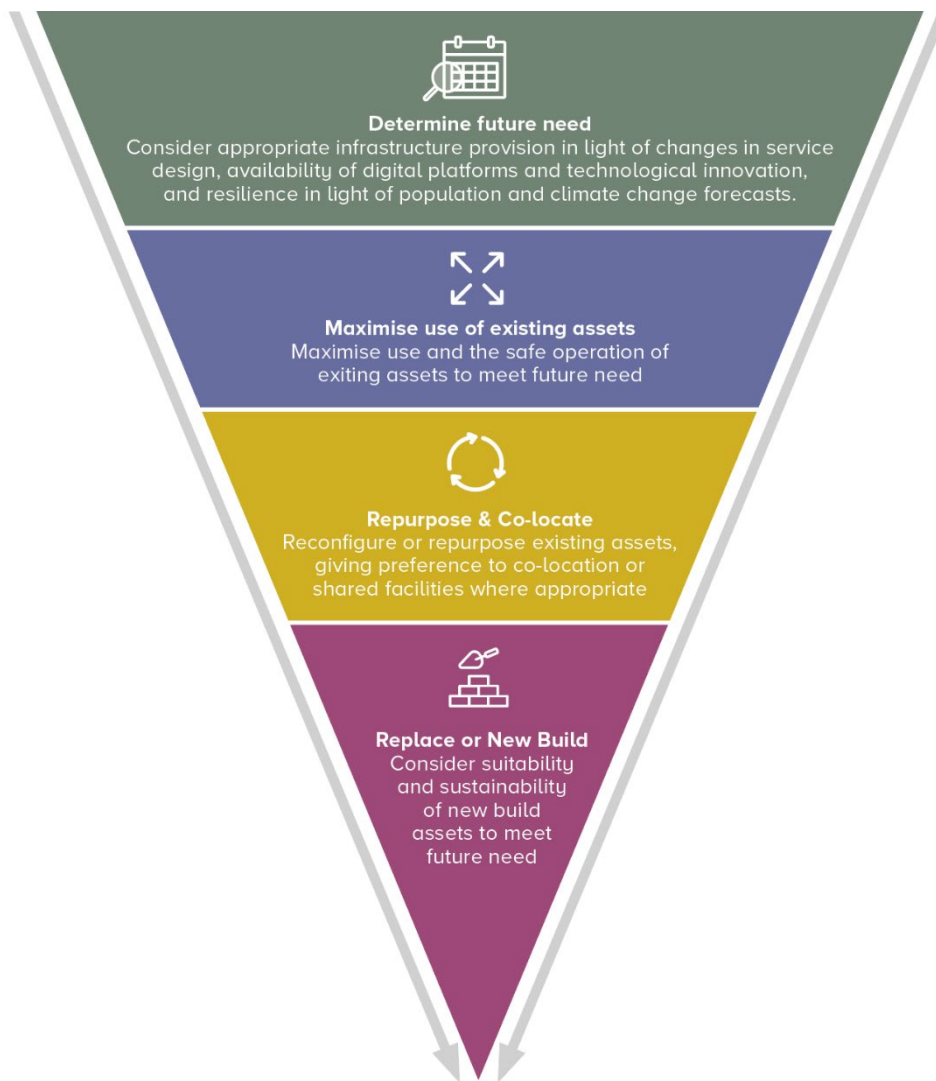 Determine future need
Consider appropriate infrastructure provision in light of changes in service
design, availability of digital platforms and technological innovation,
and resilience in light of population and climate change forecasts.
Maximise use of existing assets
Maximise use and the safe operation of
exiting assets to meet future need
Repurpose & Co-locate
Reconfigure or repurpose existing assets,
giving preference to co-location or
shared facilities where appropriate
Replace or New Build
Consider suitability
and sustainability
of new build
assets to meet
future need